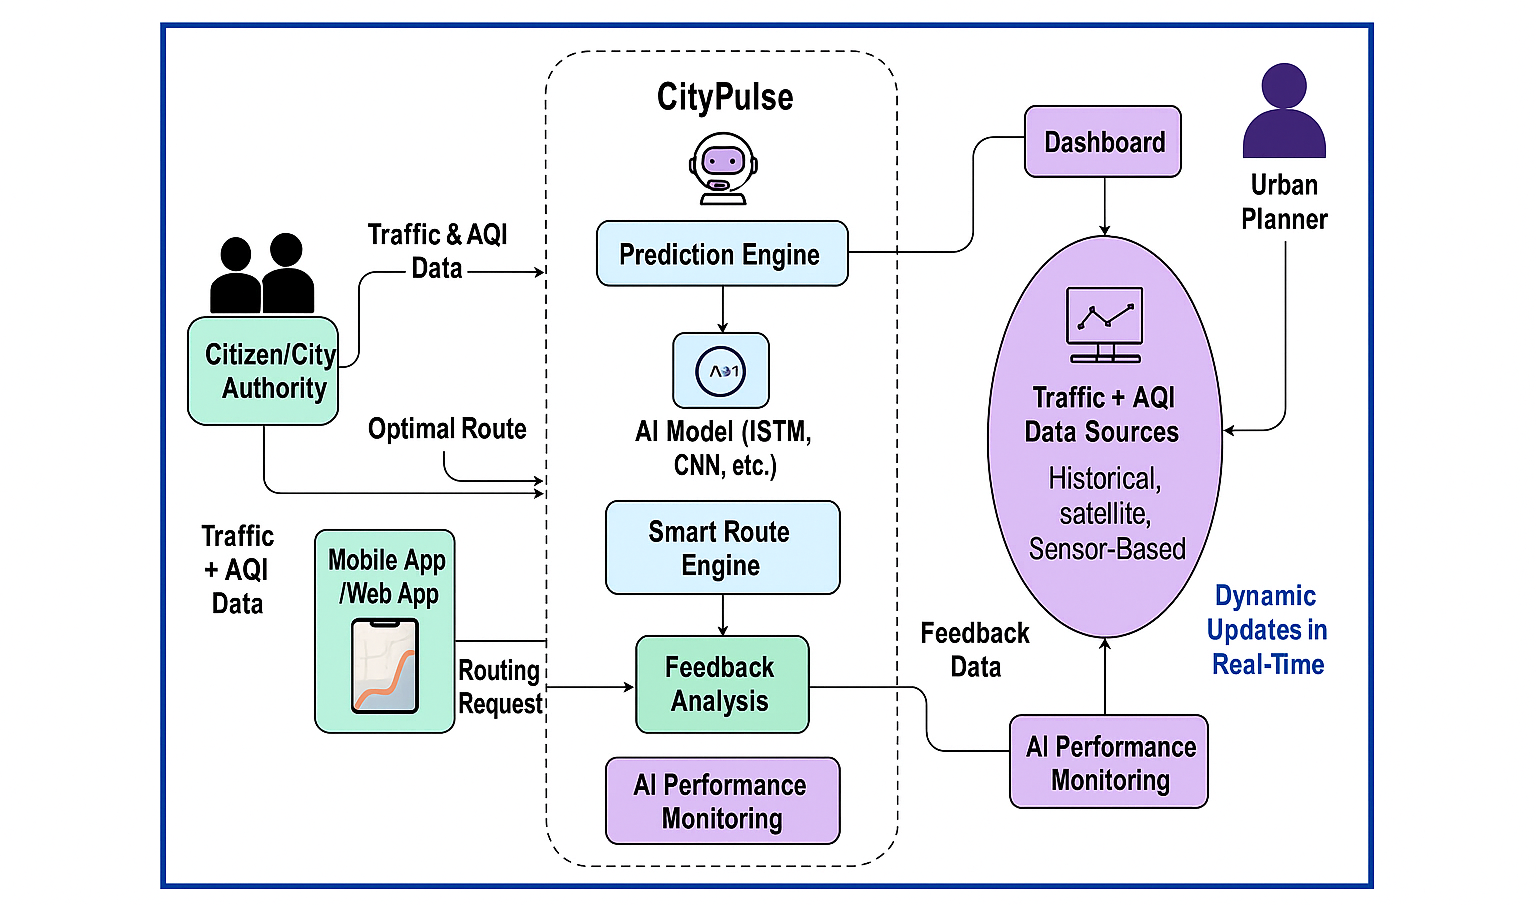 CityPulse
Dashboard
Urban
Planner
Traffic & AQI
Data
Prediction Engine
Citizen/City
Authority
Traffic + AQI
Data Sources
Historical,
satellite,
Sensor-Based
Optimal Route
AI Model (ISTM,
CNN, etc.)
Smart Route
Engine
Traffic
+ AQI
Data
Mobile App
/Web App
Routing
Request
Feedback
Analysis
Feedback
Data
Dynamic
Updates in
Real-Time
AI Performance
Monitoring
AI Performance
Monitoring